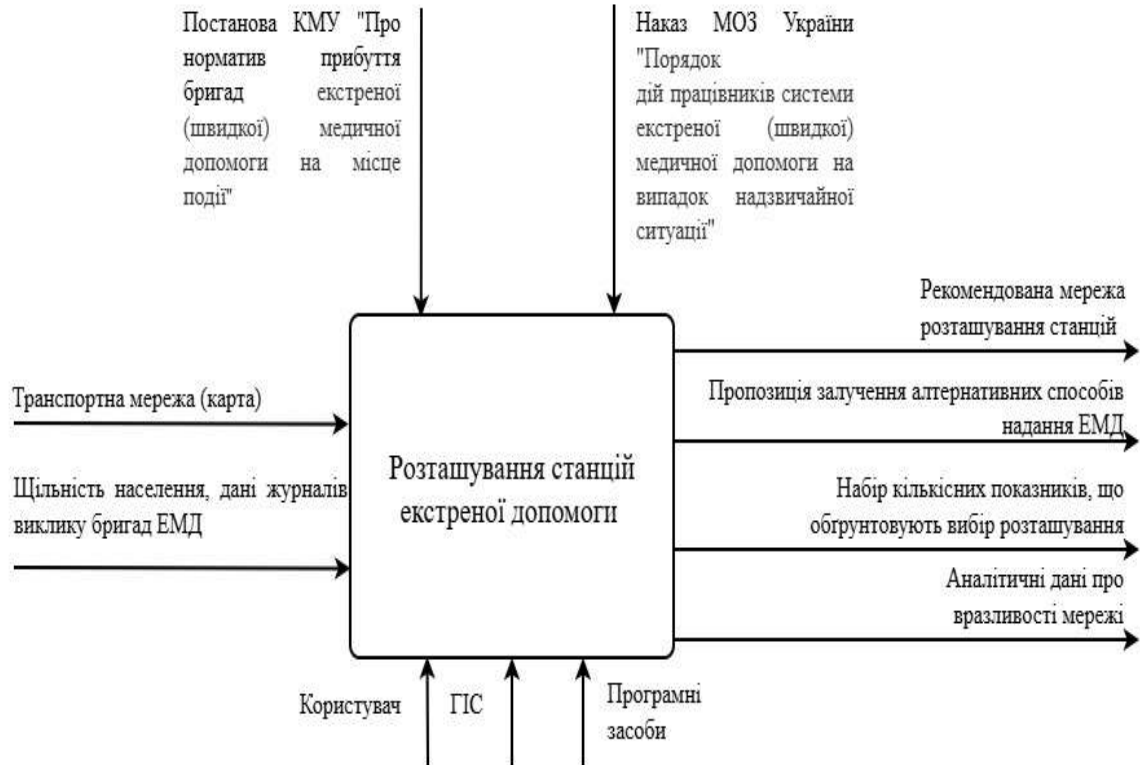 Постанова КМУ "Про
норматив прибуття
бригад екстреної
(швидкої) медичної
допомоги на місце
події"
Наказ МОЗ України
"Порядок
дій працівників системи
екстреної (швидкої)
медичної допомоги на
випадок надзвичайної
ситуації"
Рекомендована мережа
розташування станцій
Транспортна мережа (карта)
Пропозиція залучення алтернативних способів
надання ЕМД
Щільність населення, дані журналів
виклику бригад ЕМД
Розташування станцій
екстреної допомоги
Набір кількісних показників, що
обґрунтовують вибір розташування
Аналітичні дані про
вразливості мережі
Користувач
ГІС
Програмні
засоби